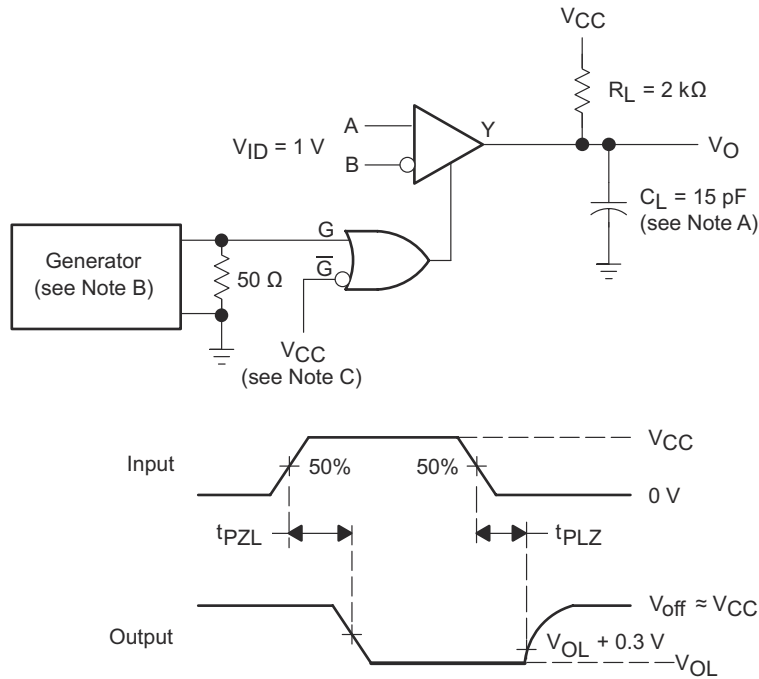 VCC
RL = 2 kΩ
A
Y
VID = 1 V
B
VO
CL = 15 pF
(see Note A)
G
Generator
(see Note B)
G̅
50 Ω
VCC
(see Note C)
VCC
Input
50%
50%
0 V
tPZL
tPLZ
Voff ≈ VCC
Output
VOL + 0.3 V
VOL